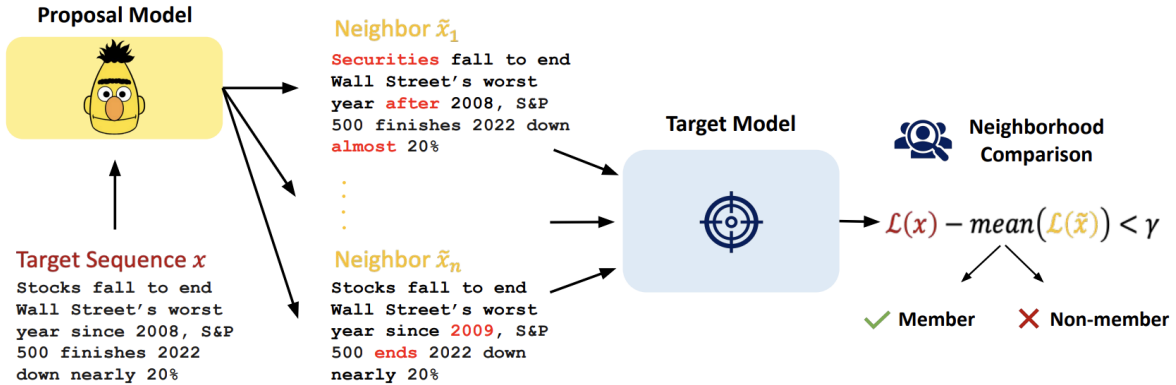 Proposal Model
Neighbor x̃₁
Securities fall to end
Wall Street's worst
year after 2008, S&P
500 finishes 2022 down
almost 20%
Target Model
Neighborhood
Comparison
ℒ(x) − mean(ℒ(x̃)) < γ
Member
Non-member
Target Sequence x
Stocks fall to end
Wall Street's worst
year since 2008, S&P
500 finishes 2022
down nearly 20%
Neighbor x̃ₙ
Stocks fall to end
Wall Street's worst
year since 2009, S&P
500 ends 2022 down
nearly 20%